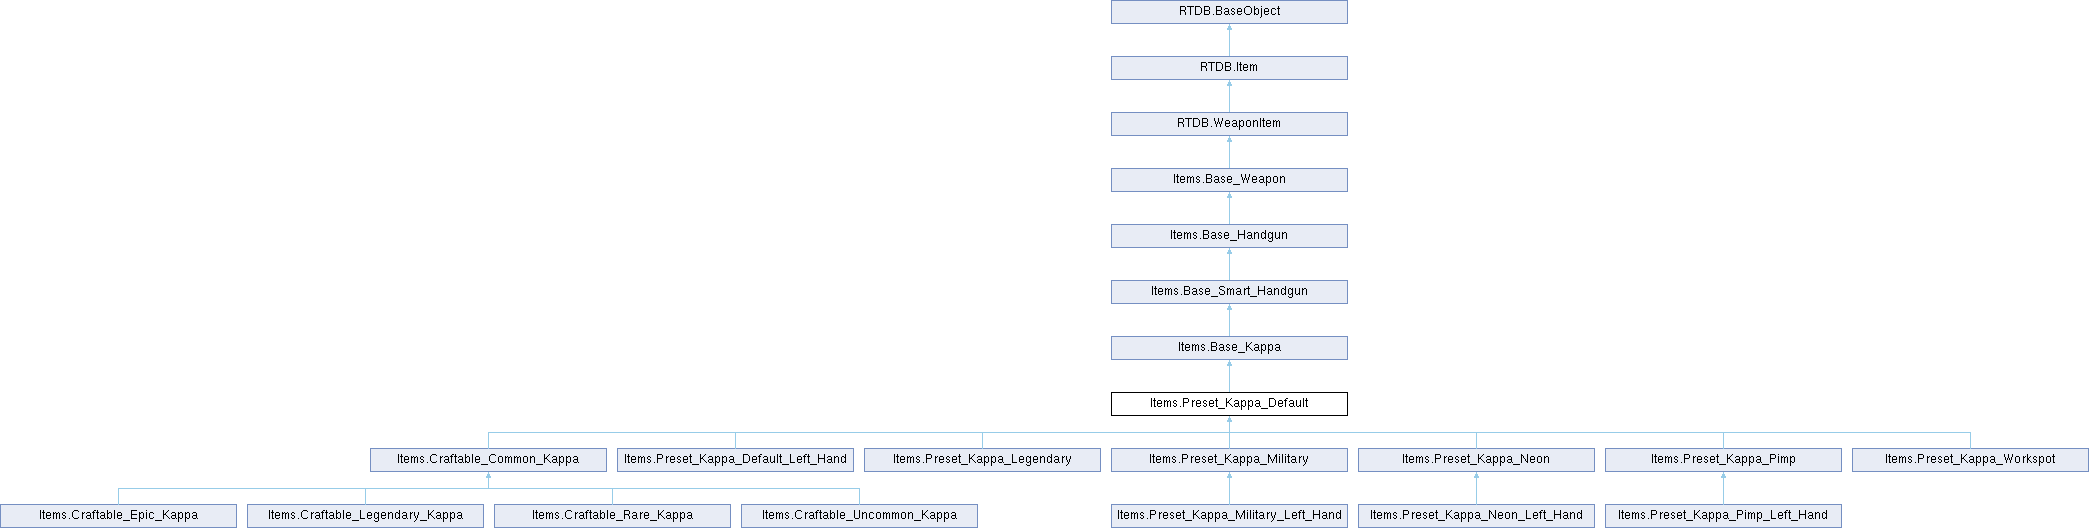 RTDB.BaseObject
RTDB.Item
RTDB.WeaponItem
Items.Base_Weapon
Items.Base_Handgun
Items.Base_Smart_Handgun
Items.Base_Kappa
Items.Preset_Kappa_Default
Items.Craftable_Common_Kappa
Items.Preset_Kappa_Default_Left_Hand
Items.Preset_Kappa_Legendary
Items.Preset_Kappa_Military
Items.Preset_Kappa_Neon
Items.Preset_Kappa_Pimp
Items.Preset_Kappa_Workspot
Items.Craftable_Epic_Kappa
Items.Craftable_Legendary_Kappa
Items.Craftable_Rare_Kappa
Items.Craftable_Uncommon_Kappa
Items.Preset_Kappa_Military_Left_Hand
Items.Preset_Kappa_Neon_Left_Hand
Items.Preset_Kappa_Pimp_Left_Hand